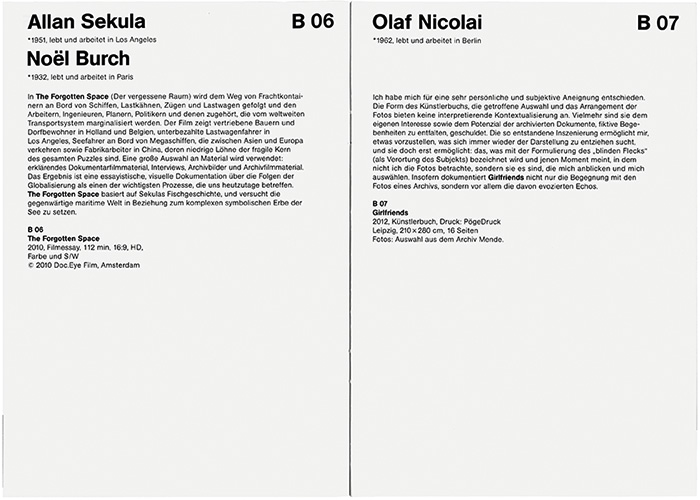 Allan Sekula
B 06
*1951, lebt und arbeitet in Los Angeles
Noël Burch
*1932, lebt und arbeitet in Paris
In The Forgotten Space (Der vergessene Raum) wird dem Weg von Frachtkontai-
nern an Bord von Schiffen, Lastkähnen, Zügen und Lastwagen gefolgt und den
Arbeitern, Ingenieuren, Planern, Politikern und denen zugehört, die vom weltweiten
Transportsystem marginalisiert werden. Der Film zeigt vertriebene Bauern und
Dorfbewohner in Holland und Belgien, unterbezahlte Lastwagenfahrer in
Los Angeles, Seefahrer an Bord von Megaschiffen, die zwischen Asien und Europa
verkehren sowie Fabrikarbeiter in China, deren niedrige Löhne der fragile Kern
des gesamten Puzzles sind. Eine große Auswahl an Material wird verwendet:
erklärendes Dokumentarfilmmaterial, Interviews, Archivbilder und Archivfilmmaterial.
Das Ergebnis ist eine essayistische, visuelle Dokumentation über die Folgen der
Globalisierung als einen der wichtigsten Prozesse, die uns heutzutage betreffen.
The Forgotten Space basiert auf Sekulas Fischgeschichte, und versucht die
gegenwärtige maritime Welt in Beziehung zum komplexen symbolischen Erbe der
See zu setzen.
B 06
The Forgotten Space
2010, Filmessay, 112 min, 16:9, HD,
Farbe und S/W
© 2010 Doc.Eye Film, Amsterdam
Olaf Nicolai
B 07
*1962, lebt und arbeitet in Berlin
Ich habe mich für eine sehr persönliche und subjektive Aneignung entschieden.
Die Form des Künstlerbuchs, die getroffene Auswahl und das Arrangement der
Fotos bieten keine interpretierende Kontextualisierung an. Vielmehr sind sie dem
eigenen Interesse sowie dem Potenzial der archivierten Dokumente, fiktive Bege-
benheiten zu entfalten, geschuldet. Die so entstandene Inszenierung ermöglicht mir,
etwas vorzustellen, was sich immer wieder der Darstellung zu entziehen sucht,
und sie doch erst ermöglicht: das, was mit der Formulierung des „blinden Flecks“
(als Verortung des Subjekts) bezeichnet wird und jenen Moment meint, in dem
nicht ich die Fotos betrachte, sondern sie es sind, die mich anblicken und mich
auswählen. Insofern dokumentiert Girlfriends nicht nur die Begegnung mit den
Fotos eines Archivs, sondern vor allem die davon evozierten Echos.
B 07
Girlfriends
2012, Künstlerbuch, Druck: PögeDruck
Leipzig, 210 × 280 cm, 16 Seiten
Fotos: Auswahl aus dem Archiv Mende.